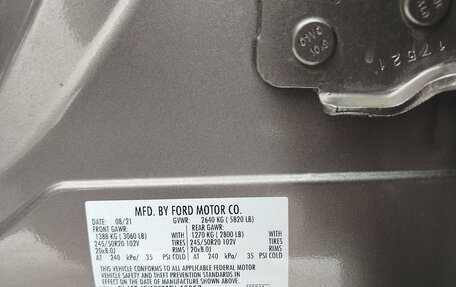 17521
MFD. BY FORD MOTOR CO.
DATE: 08/21 GVWR: 2640 KG ( 5820 LB)
FRONT GAWR: REAR GAWR:
1388 KG ( 3060 LB) WITH 1270 KG ( 2800 LB) WITH
245/50R20 102V TIRES 245/50R20 102V TIRES
20x8.0J RIMS 20x8.0J RIMS
AT 240 kPa/ 35 PSI COLD AT 240 kPa/ 35 PSI COLD
THIS VEHICLE CONFORMS TO ALL APPLICABLE FEDERAL MOTOR
VEHICLE SAFETY AND THEFT PREVENTION STANDARDS IN
EFFECT ON THE DATE OF MANUFACTURE SHOWN ABOVE.